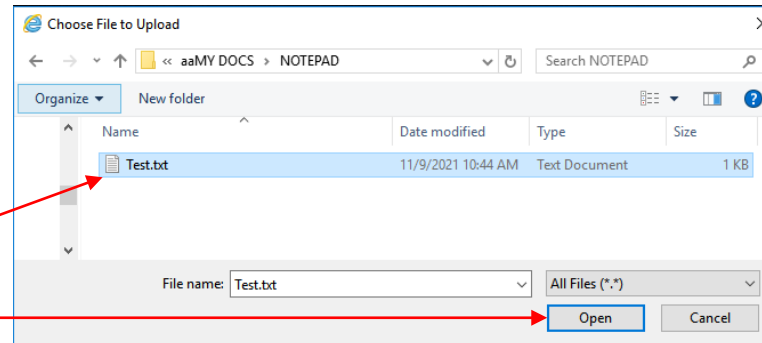 Choose File to Upload
« aaMY DOCS > NOTEPAD Search NOTEPAD
Organize New folder ?
Name Date modified Type Size
Test.txt 11/9/2021 10:44 AM Text Document 1 KB
File name: Test.txt All Files (*.*)
Open Cancel